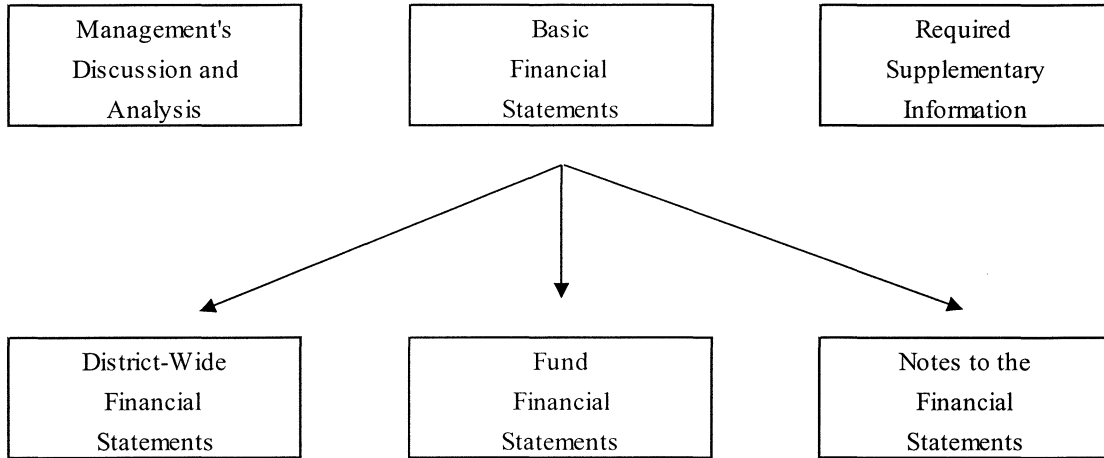 Management's
Discussion and
Analysis
Basic
Financial
Statements
Required
Supplementary
Information
District-Wide
Financial
Statements
Fund
Financial
Statements
Notes to the
Financial
Statements